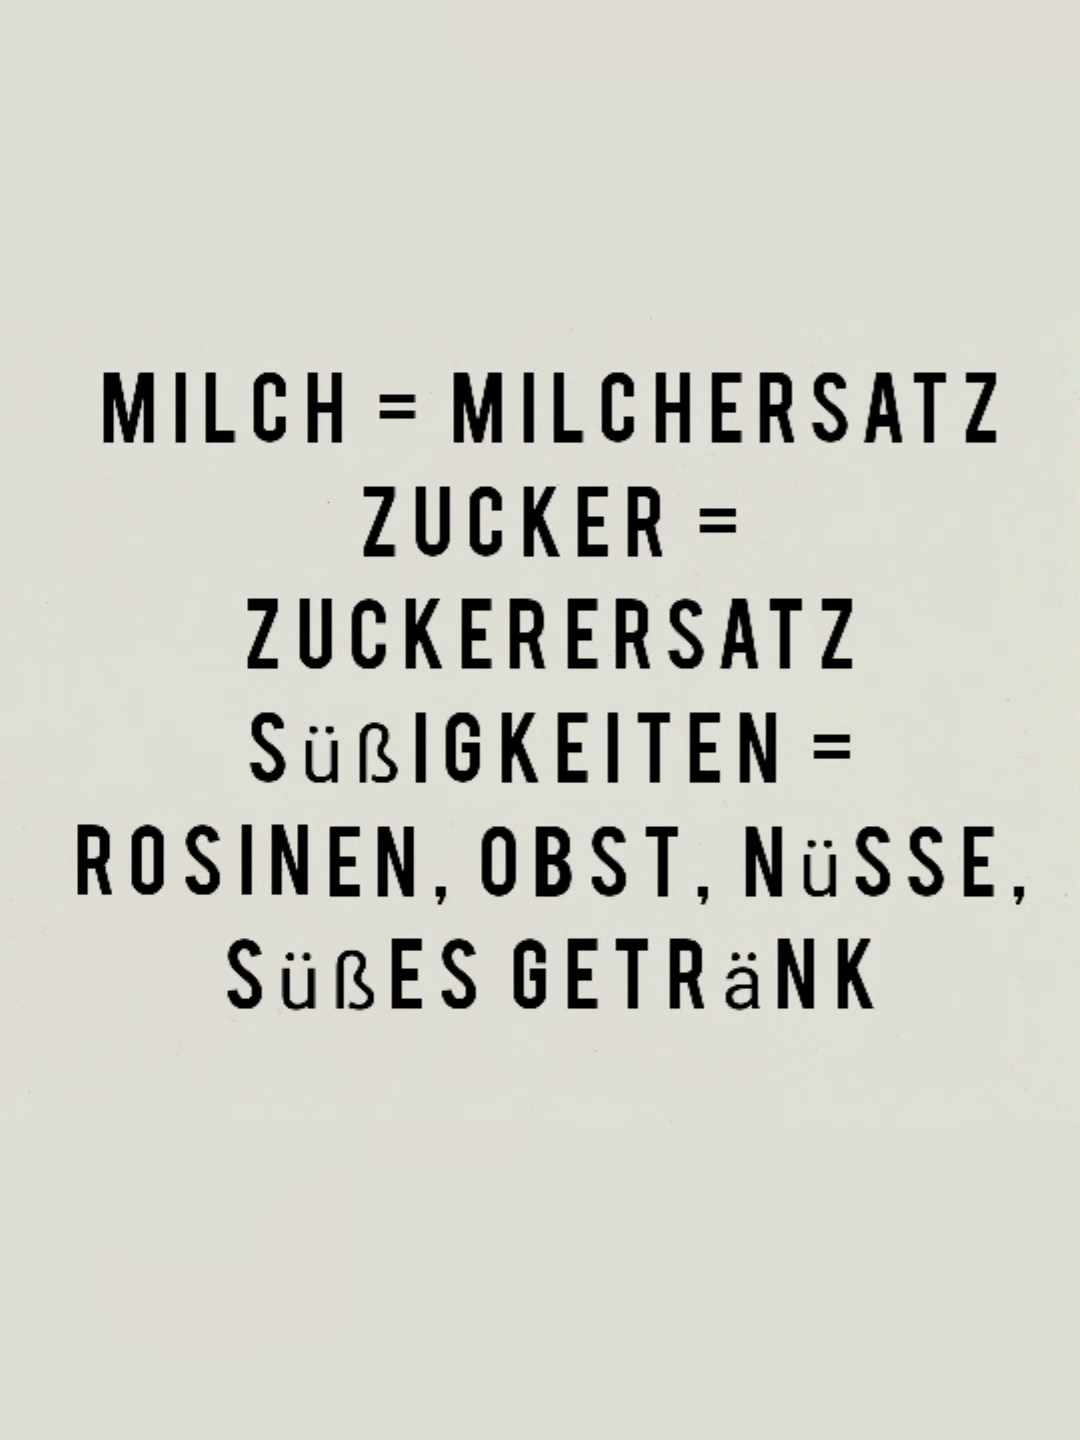 MILCH = MILCHERSATZ
ZUCKER =
ZUCKERERSATZ
SüßIGKEITEN =
ROSINEN, OBST, NüSSE,
SüßES GETRäNK